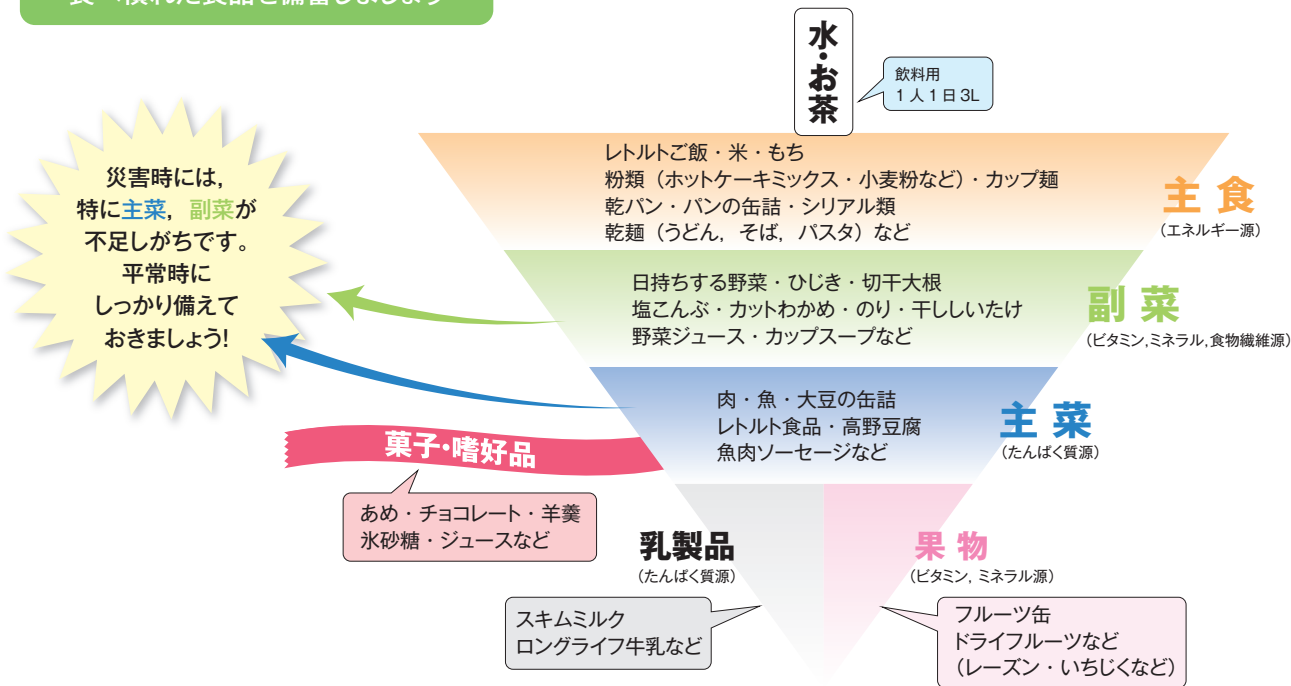 水・お茶
飲料用
1人1日3L
災害時には,
特に主菜, 副菜が
不足しがちです。
平常時に
しっかり備えて
おきましょう!
レトルトご飯・米・もち
粉類（ホットケーキミックス・小麦粉など）・カップ麺
乾パン・パンの缶詰・シリアル類
乾麺（うどん, そば, パスタ）など
主食
（エネルギー源）
日持ちする野菜・ひじき・切干大根
塩こんぶ・カットわかめ・のり・干ししいたけ
野菜ジュース・カップスープなど
副菜
（ビタミン,ミネラル,食物繊維源）
肉・魚・大豆の缶詰
レトルト食品・高野豆腐
魚肉ソーセージなど
主菜
（たんぱく質源）
菓子・嗜好品
あめ・チョコレート・羊羹
氷砂糖・ジュースなど
乳製品
（たんぱく質源）
スキムミルク
ロングライフ牛乳など
果物
（ビタミン, ミネラル源）
フルーツ缶
ドライフルーツなど
（レーズン・いちじくなど）